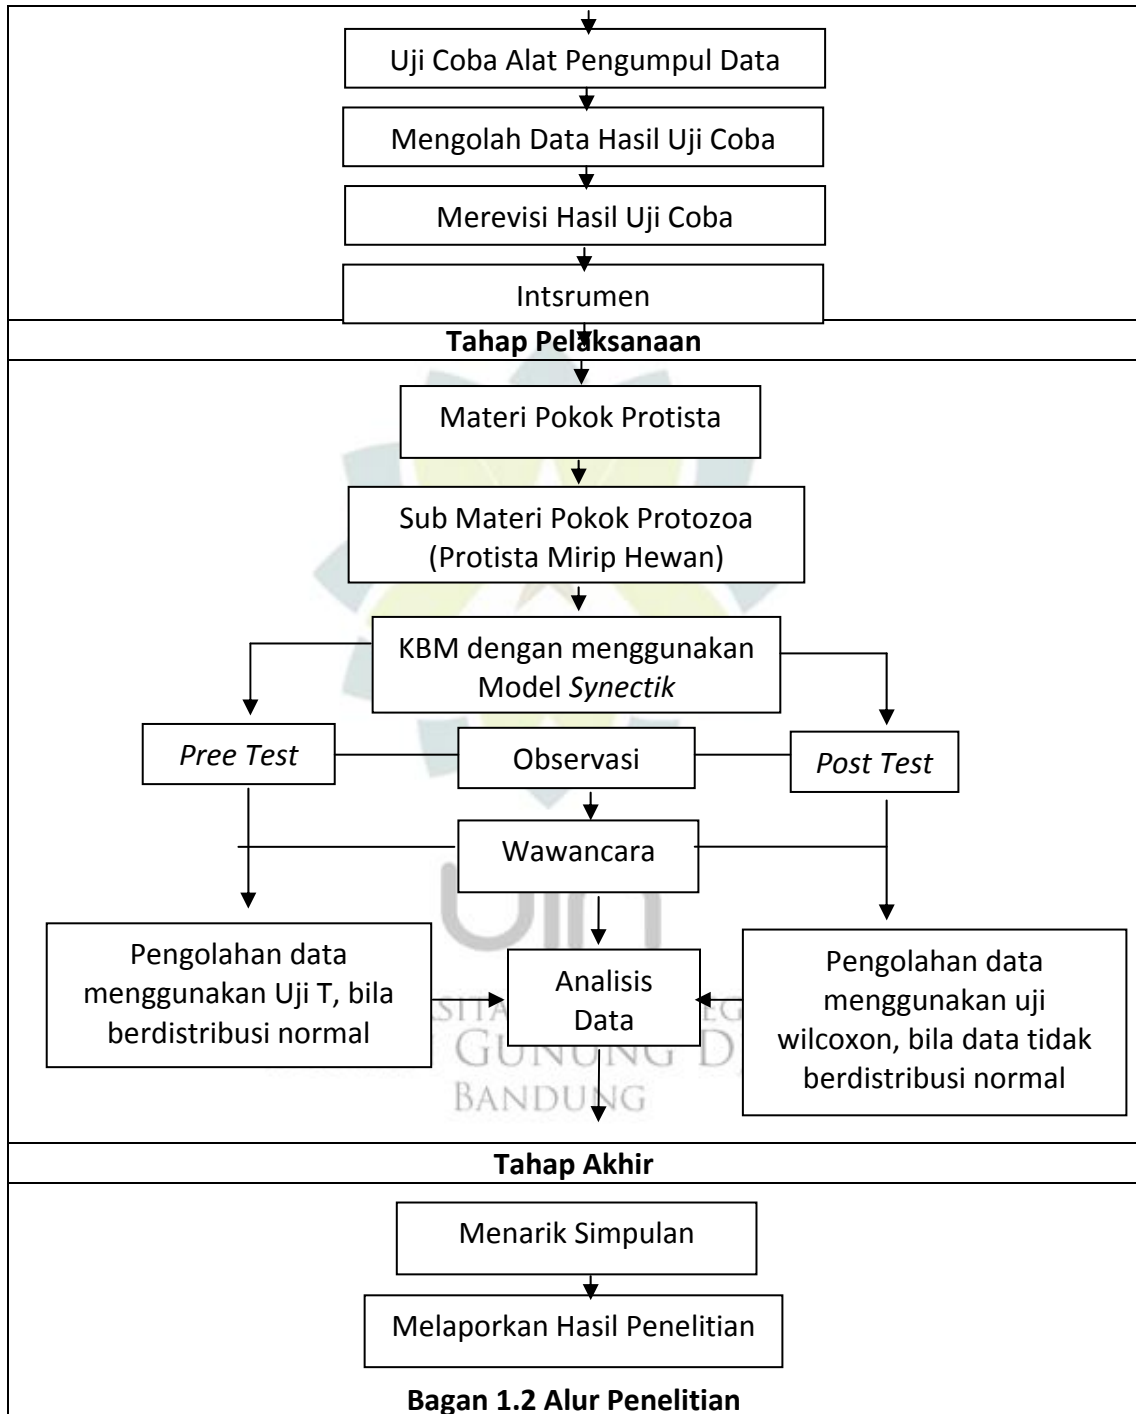 Uji Coba Alat Pengumpul Data
Mengolah Data Hasil Uji Coba
Merevisi Hasil Uji Coba
Intsrumen
Tahap Pelaksanaan
Materi Pokok Protista
Sub Materi Pokok Protozoa
(Protista Mirip Hewan)
KBM dengan menggunakan
Model Synectik
Pree Test
Observasi
Post Test
Wawancara
Pengolahan data
menggunakan Uji T, bila
berdistribusi normal
Analisis
Data
Pengolahan data
menggunakan uji
wilcoxon, bila data tidak
berdistribusi normal
uin
GUNUNG
BANDUNG
Tahap Akhir
Menarik Simpulan
Melaporkan Hasil Penelitian
Bagan 1.2 Alur Penelitian